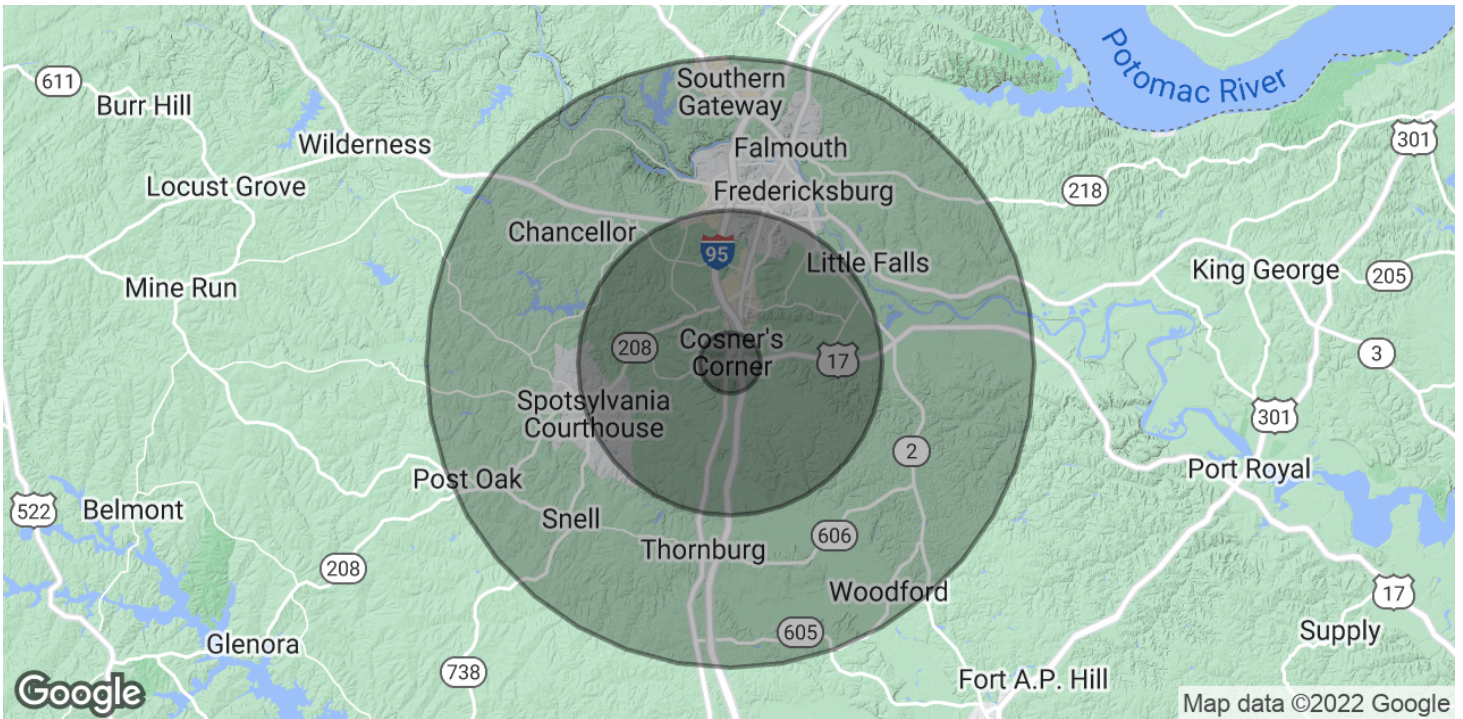 Southern
Gateway
Potomac River
611
Burr Hill
Wilderness
Falmouth
301
Locust Grove
Fredericksburg
218
Chancellor
95
Little Falls
King George
205
Mine Run
208
Cosner's
Corner
17
3
Spotsylvania
Courthouse
301
2
Post Oak
Port Royal
522
Belmont
Snell
606
Thornburg
208
Woodford
17
605
Supply
Glenora
738
Fort A.P. Hill
Google
Map data ©2022 Google